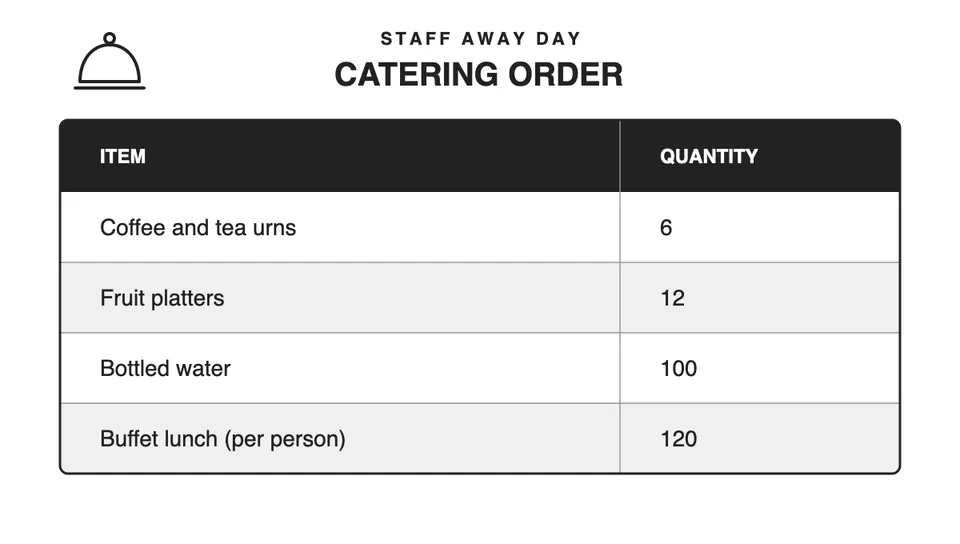 STAFF AWAY DAY
CATERING ORDER
ITEM QUANTITY
Coffee and tea urns 6
Fruit platters 12
Bottled water 100
Buffet lunch (per person) 120